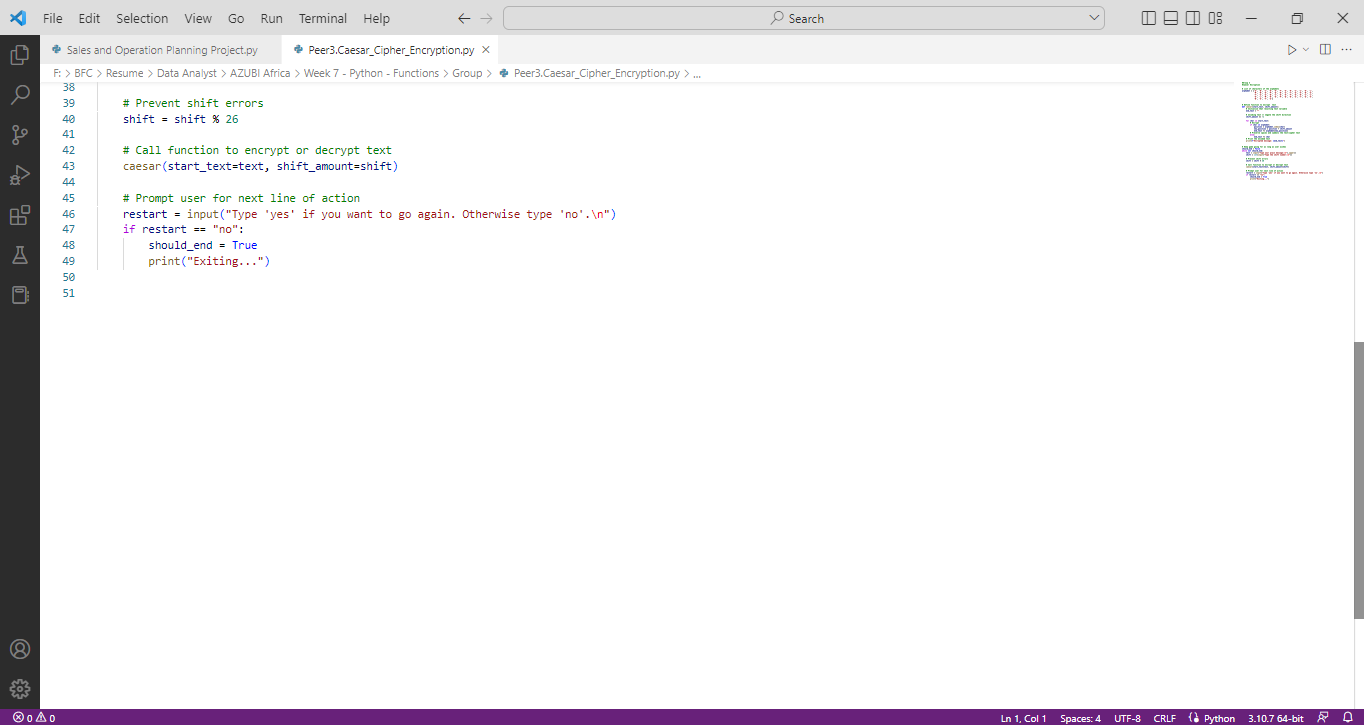 File Edit Selection View Go Run Terminal Help Search
Sales and Operation Planning Project.py Peer3.Caesar_Cipher_Encryption.py
F: > BFC > Resume > Data Analyst > AZUBI Africa > Week 7 - Python - Functions > Group > Peer3.Caesar_Cipher_Encryption.py > ...
38
39 # Prevent shift errors
40 shift = shift % 26
41
42 # Call function to encrypt or decrypt text
43 caesar(start_text=text, shift_amount=shift)
44
45 # Prompt user for next line of action
46 restart = input("Type 'yes' if you want to go again. Otherwise type 'no'.\n")
47 if restart == "no":
48 should_end = True
49 print("Exiting...")
50
51
0 0 Ln 1, Col 1 Spaces: 4 UTF-8 CRLF Python 3.10.7 64-bit